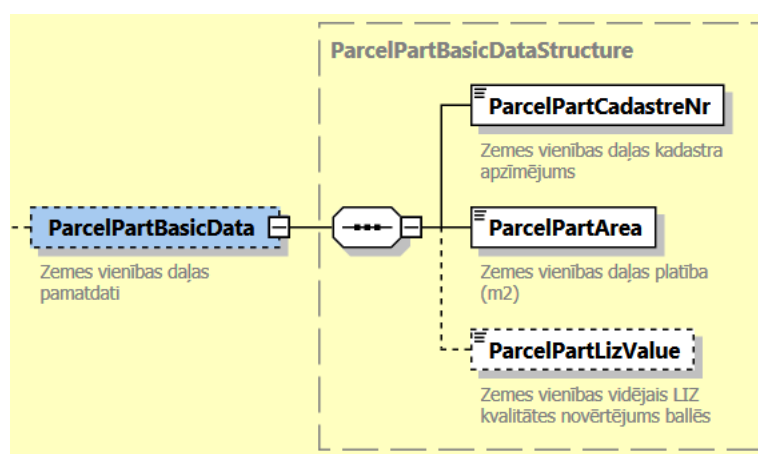 ParcelPartBasicDataStructure
ParcelPartCadastreNr
Zemes vienības daļas kadastra
apzīmējums
ParcelPartBasicData
Zemes vienības daļas
pamatdati
ParcelPartArea
Zemes vienības daļas platība
(m2)
ParcelPartLizValue
Zemes vienības vidējais LIZ
kvalitātes novērtējums ballēs